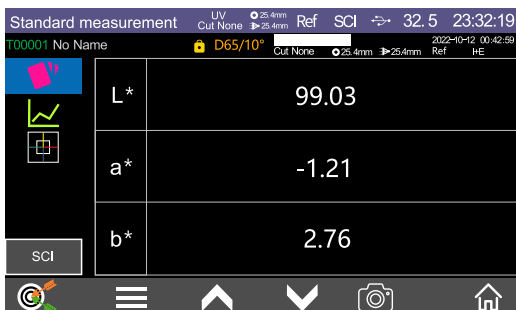 Standard measurement UV Cut None 25.4mm 25.4mm Ref SCI 32.5 23:32:19
T00001 No Name D65/10° Cut None 25.4mm 25.4mm 2022-10-12 00:42:59 Ref I+E
L* 99.03
a* -1.21
b* 2.76
SCI